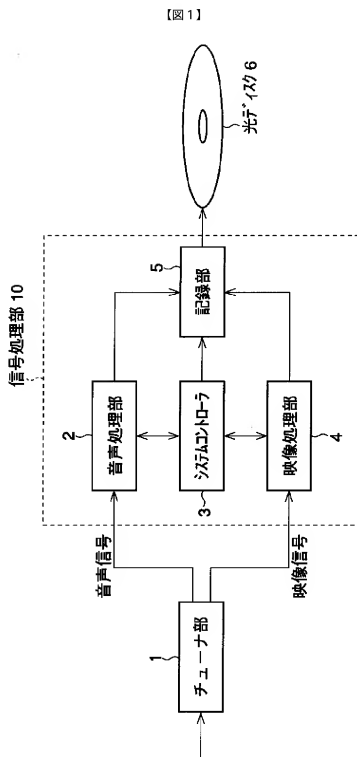 【図1】
信号処理部 10
チューナ部
1
音声信号
映像信号
2
音声処理部
システムコントローラ
3
映像処理部
4
5
記録部
光ディスク 6